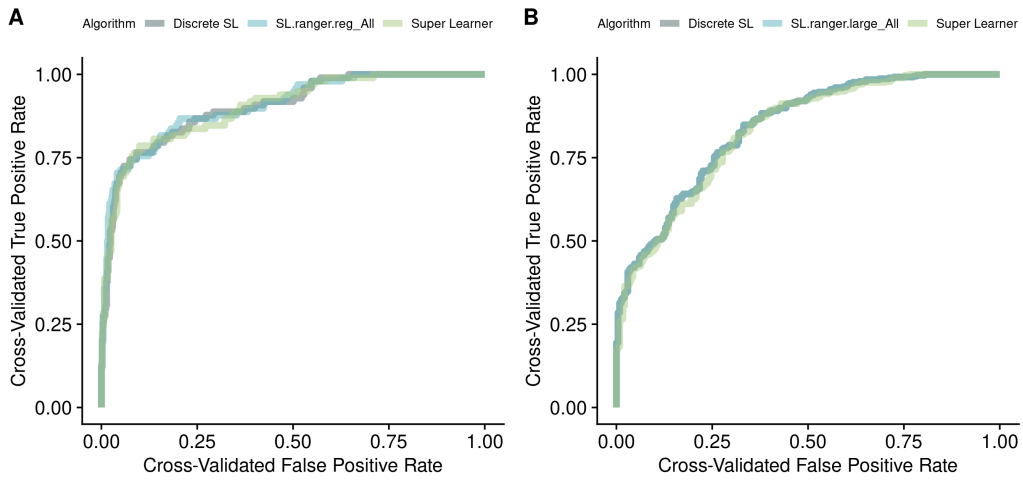 A
Algorithm Discrete SL SL.ranger.reg_All Super Learner
Cross-Validated True Positive Rate
1.00
0.75
0.50
0.25
0.00
0.00 0.25 0.50 0.75 1.00
Cross-Validated False Positive Rate
B
Algorithm Discrete SL SL.ranger.large_All Super Learner
Cross-Validated True Positive Rate
1.00
0.75
0.50
0.25
0.00
0.00 0.25 0.50 0.75 1.00
Cross-Validated False Positive Rate